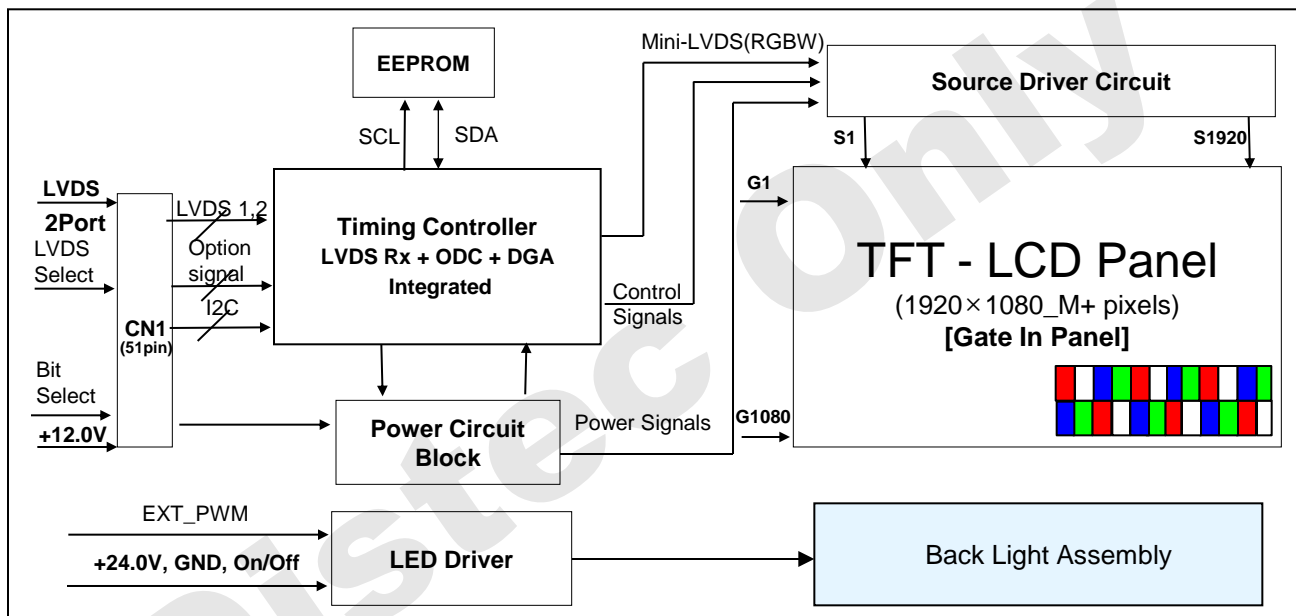 EEPROM
SCL
SDA
Mini-LVDS(RGBW)
Source Driver Circuit
S1
S1920
LVDS
2Port
LVDS
Select
Bit
Select
+12.0V
CN1
(51pin)
LVDS 1,2
Option
signal
I2C
Timing Controller
LVDS Rx + ODC + DGA
Integrated
Control
Signals
G1
G1080
TFT - LCD Panel
(1920×1080_M+ pixels)
[Gate In Panel]
Power Circuit
Block
Power Signals
EXT_PWM
+24.0V, GND, On/Off
LED Driver
Back Light Assembly
Distec Only